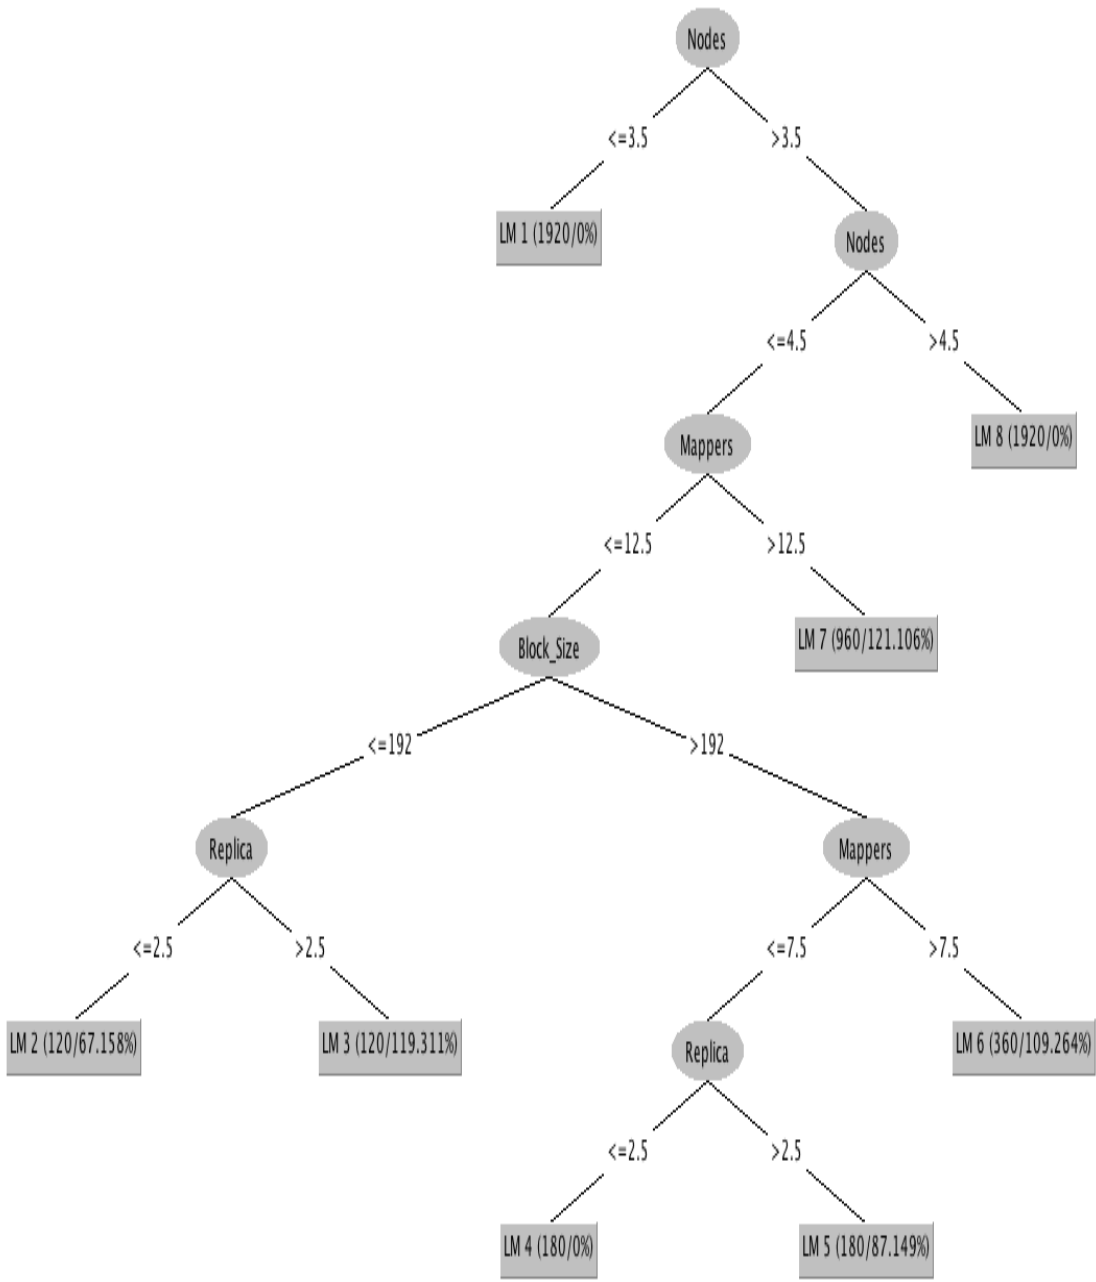 Nodes
<=3.5
>3.5
LM 1 (1920/0%)
Nodes
<=4.5
>4.5
Mappers
LM 8 (1920/0%)
<=12.5
>12.5
Block_Size
LM 7 (960/121.106%)
<=192
>192
Replica
Mappers
<=2.5
>2.5
<=7.5
>7.5
LM 2 (120/67.158%)
LM 3 (120/119.311%)
Replica
LM 6 (360/109.264%)
<=2.5
>2.5
LM 4 (180/0%)
LM 5 (180/87.149%)